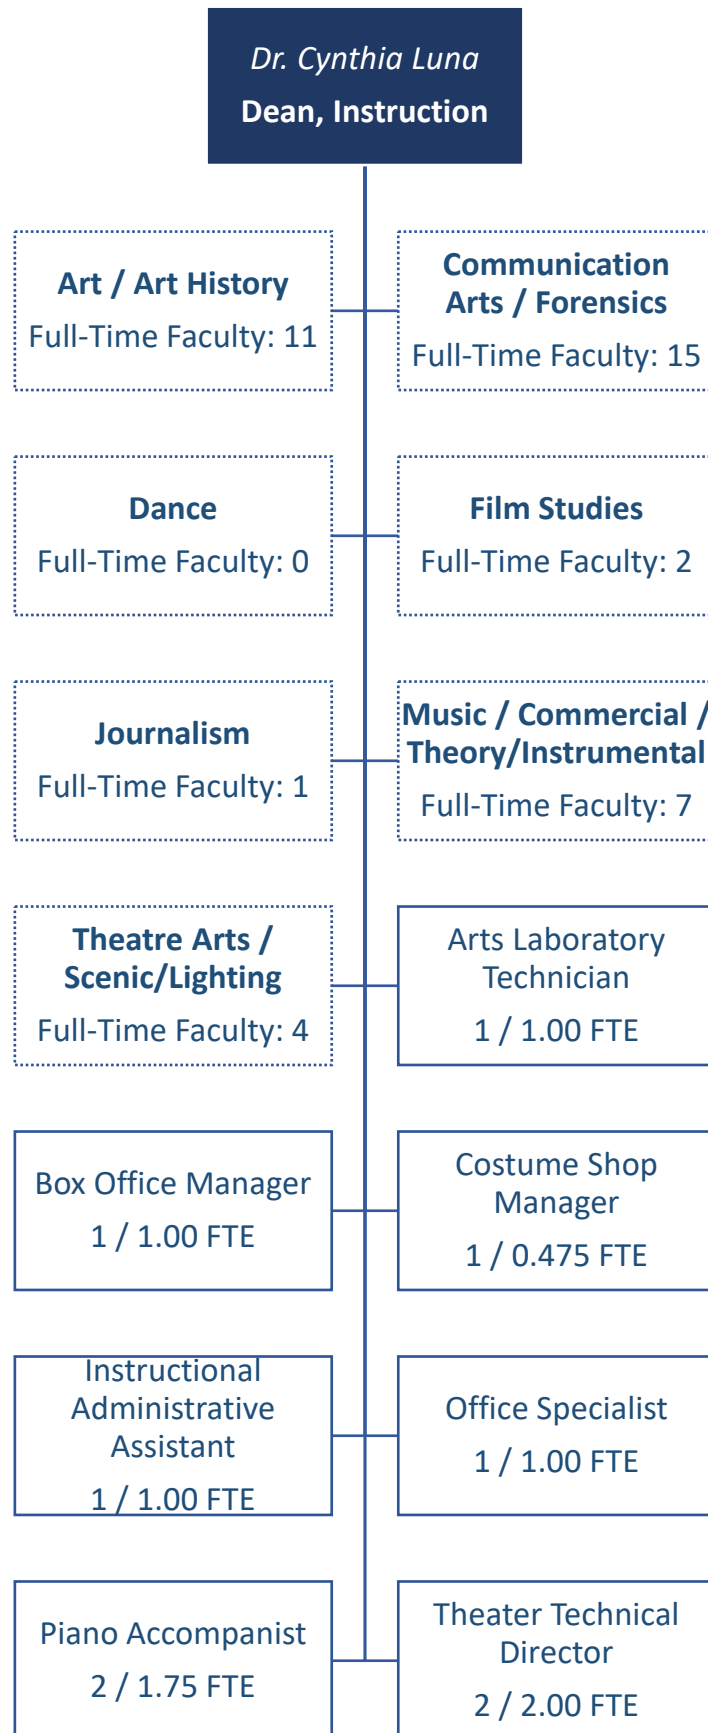 Dr. Cynthia Luna
Dean, Instruction
Art / Art History
Full-Time Faculty: 11
Communication
Arts / Forensics
Full-Time Faculty: 15
Dance
Full-Time Faculty: 0
Film Studies
Full-Time Faculty: 2
Journalism
Full-Time Faculty: 1
Music / Commercial /
Theory/Instrumental
Full-Time Faculty: 7
Theatre Arts /
Scenic/Lighting
Full-Time Faculty: 4
Arts Laboratory
Technician
1 / 1.00 FTE
Box Office Manager
1 / 1.00 FTE
Costume Shop
Manager
1 / 0.475 FTE
Instructional
Administrative
Assistant
1 / 1.00 FTE
Office Specialist
1 / 1.00 FTE
Piano Accompanist
2 / 1.75 FTE
Theater Technical
Director
2 / 2.00 FTE